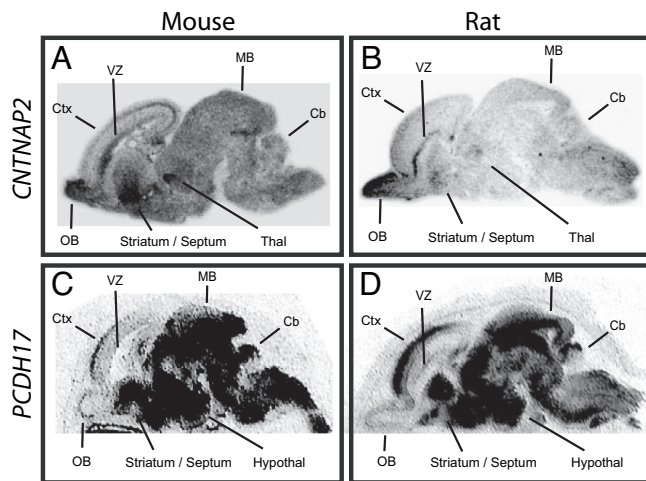 Mouse
Rat
CNTNAP2
A
VZ
MB
Ctx
Cb
OB
Striatum / Septum
Thal
B
MB
VZ
Ctx
Cb
OB
Striatum / Septum
Thal
PCDH17
C
VZ
MB
Ctx
Cb
OB
Striatum / Septum
Hypothal
D
MB
VZ
Ctx
Cb
OB
Striatum / Septum
Hypothal